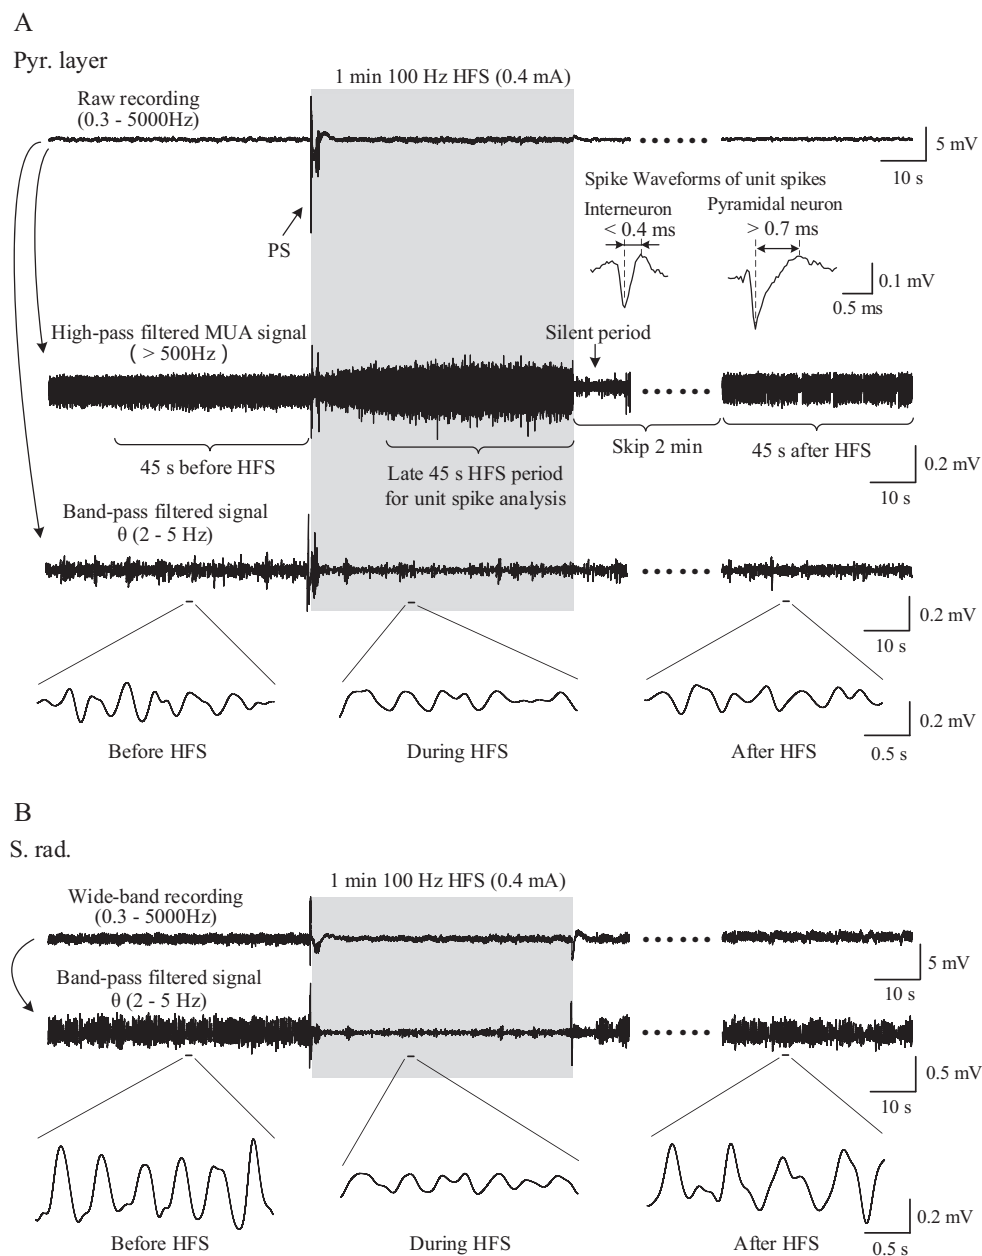 A
Pyr. layer
1 min 100 Hz HFS (0.4 mA)
Raw recording
(0.3 - 5000Hz)
5 mV
10 s
PS
Spike Waveforms of unit spikes
Interneuron
< 0.4 ms
Pyramidal neuron
> 0.7 ms
0.1 mV
0.5 ms
High-pass filtered MUA signal
( > 500Hz )
Silent period
45 s before HFS
Late 45 s HFS period
for unit spike analysis
Skip 2 min
45 s after HFS
0.2 mV
10 s
Band-pass filtered signal
θ (2 - 5 Hz)
0.2 mV
10 s
0.2 mV
0.5 s
Before HFS
During HFS
After HFS
B
S. rad.
1 min 100 Hz HFS (0.4 mA)
Wide-band recording
(0.3 - 5000Hz)
5 mV
10 s
Band-pass filtered signal
θ (2 - 5 Hz)
0.5 mV
10 s
0.2 mV
0.5 s
Before HFS
During HFS
After HFS